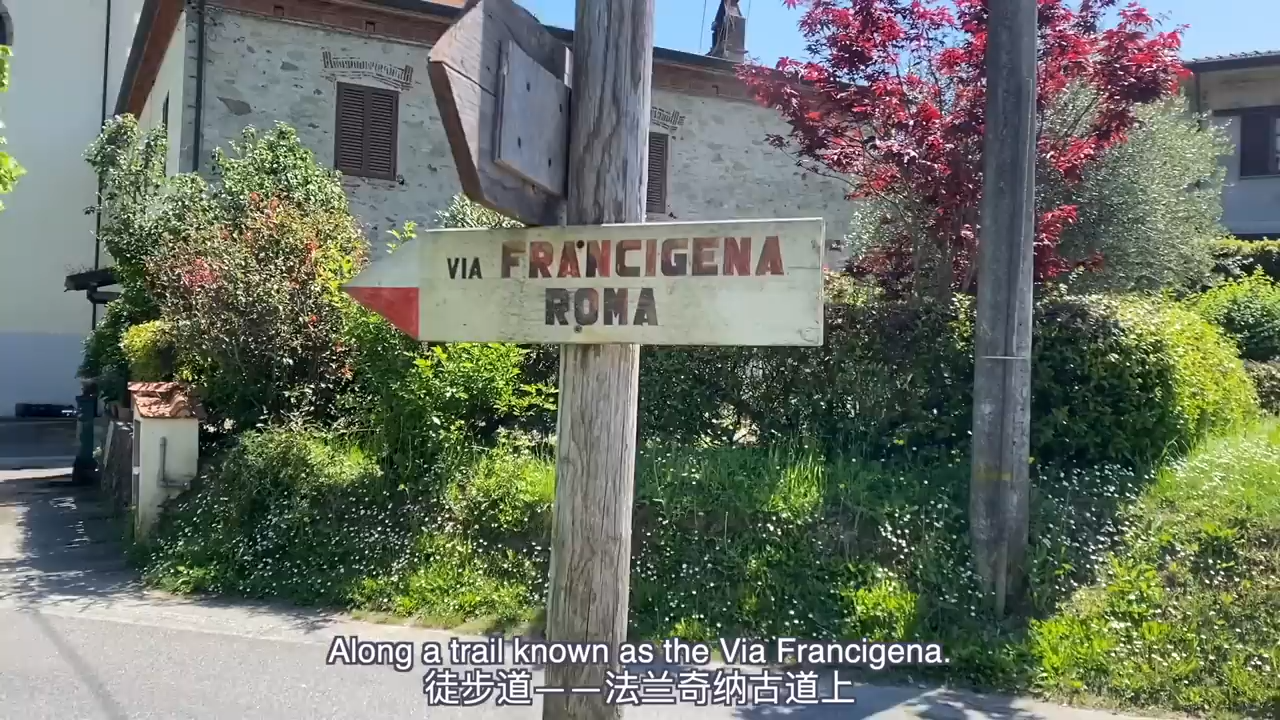 VIA FRANCIGENA
ROMA
Along a trail known as the Via Francigena.
徒步道——法兰奇纳古道上